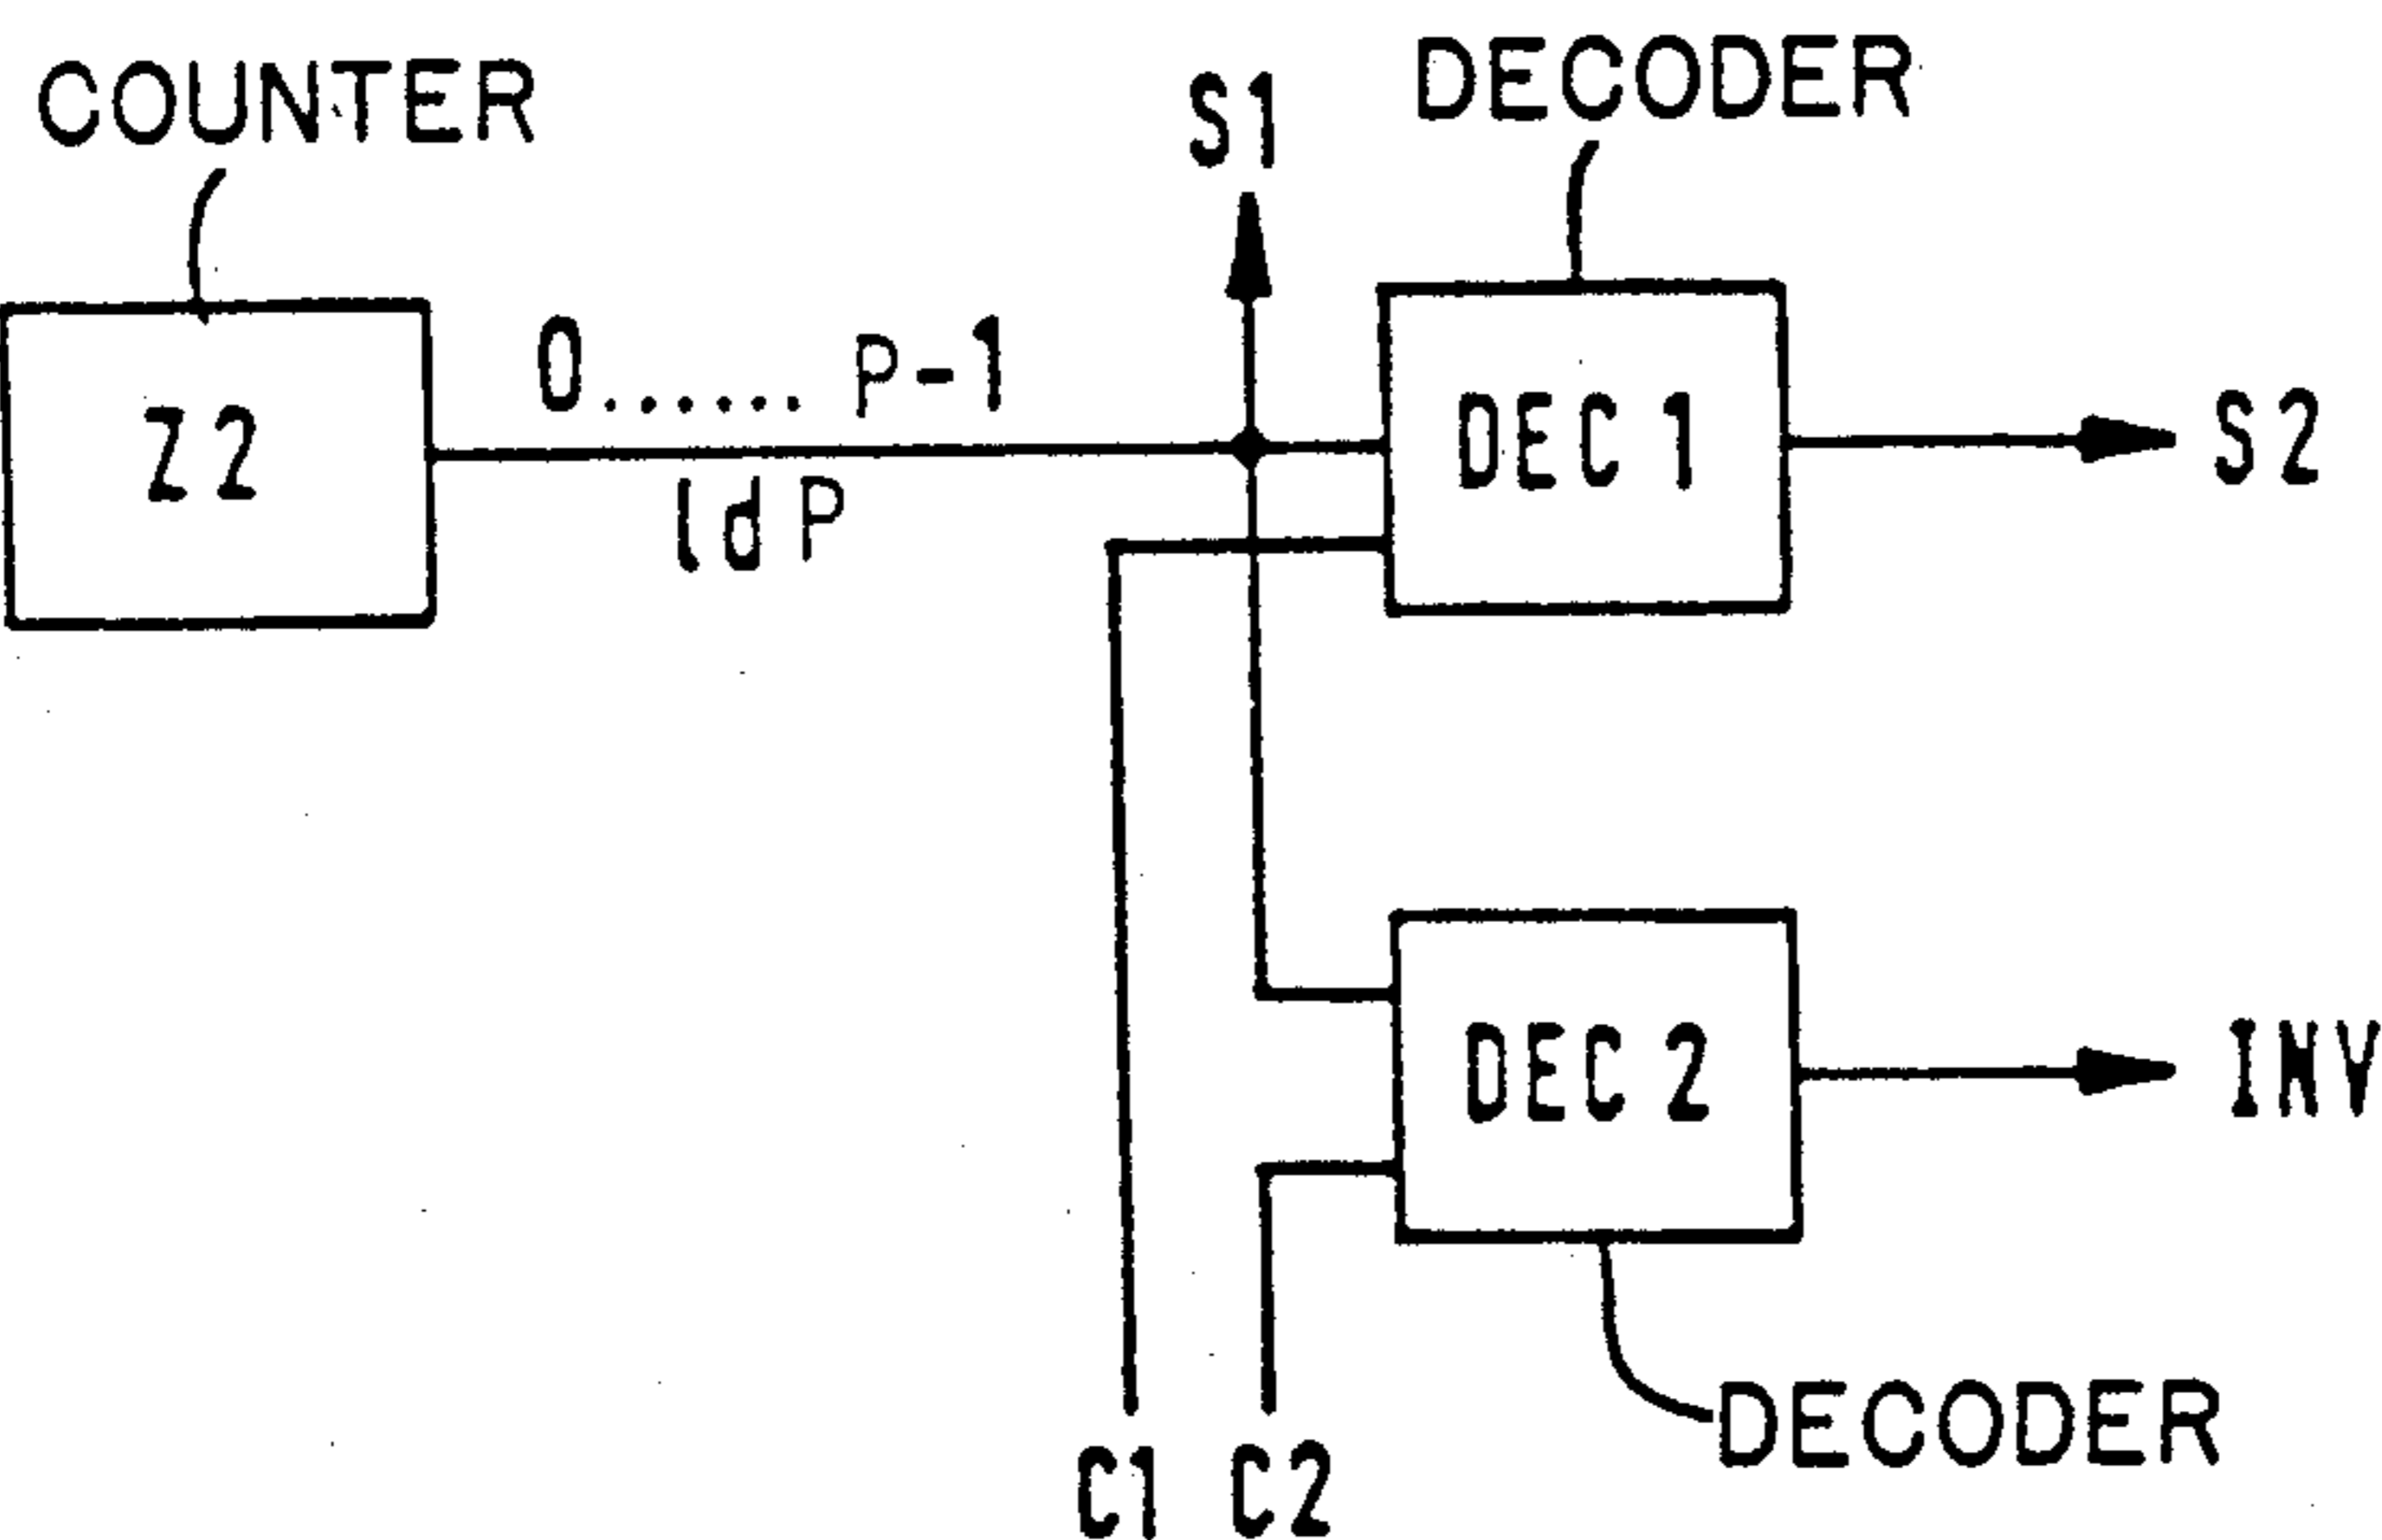 COUNTER
S1
DECODER
0...... P-1
Z2
ld P
DEC 1
S2
DEC 2
INV
DECODER
C1 C2